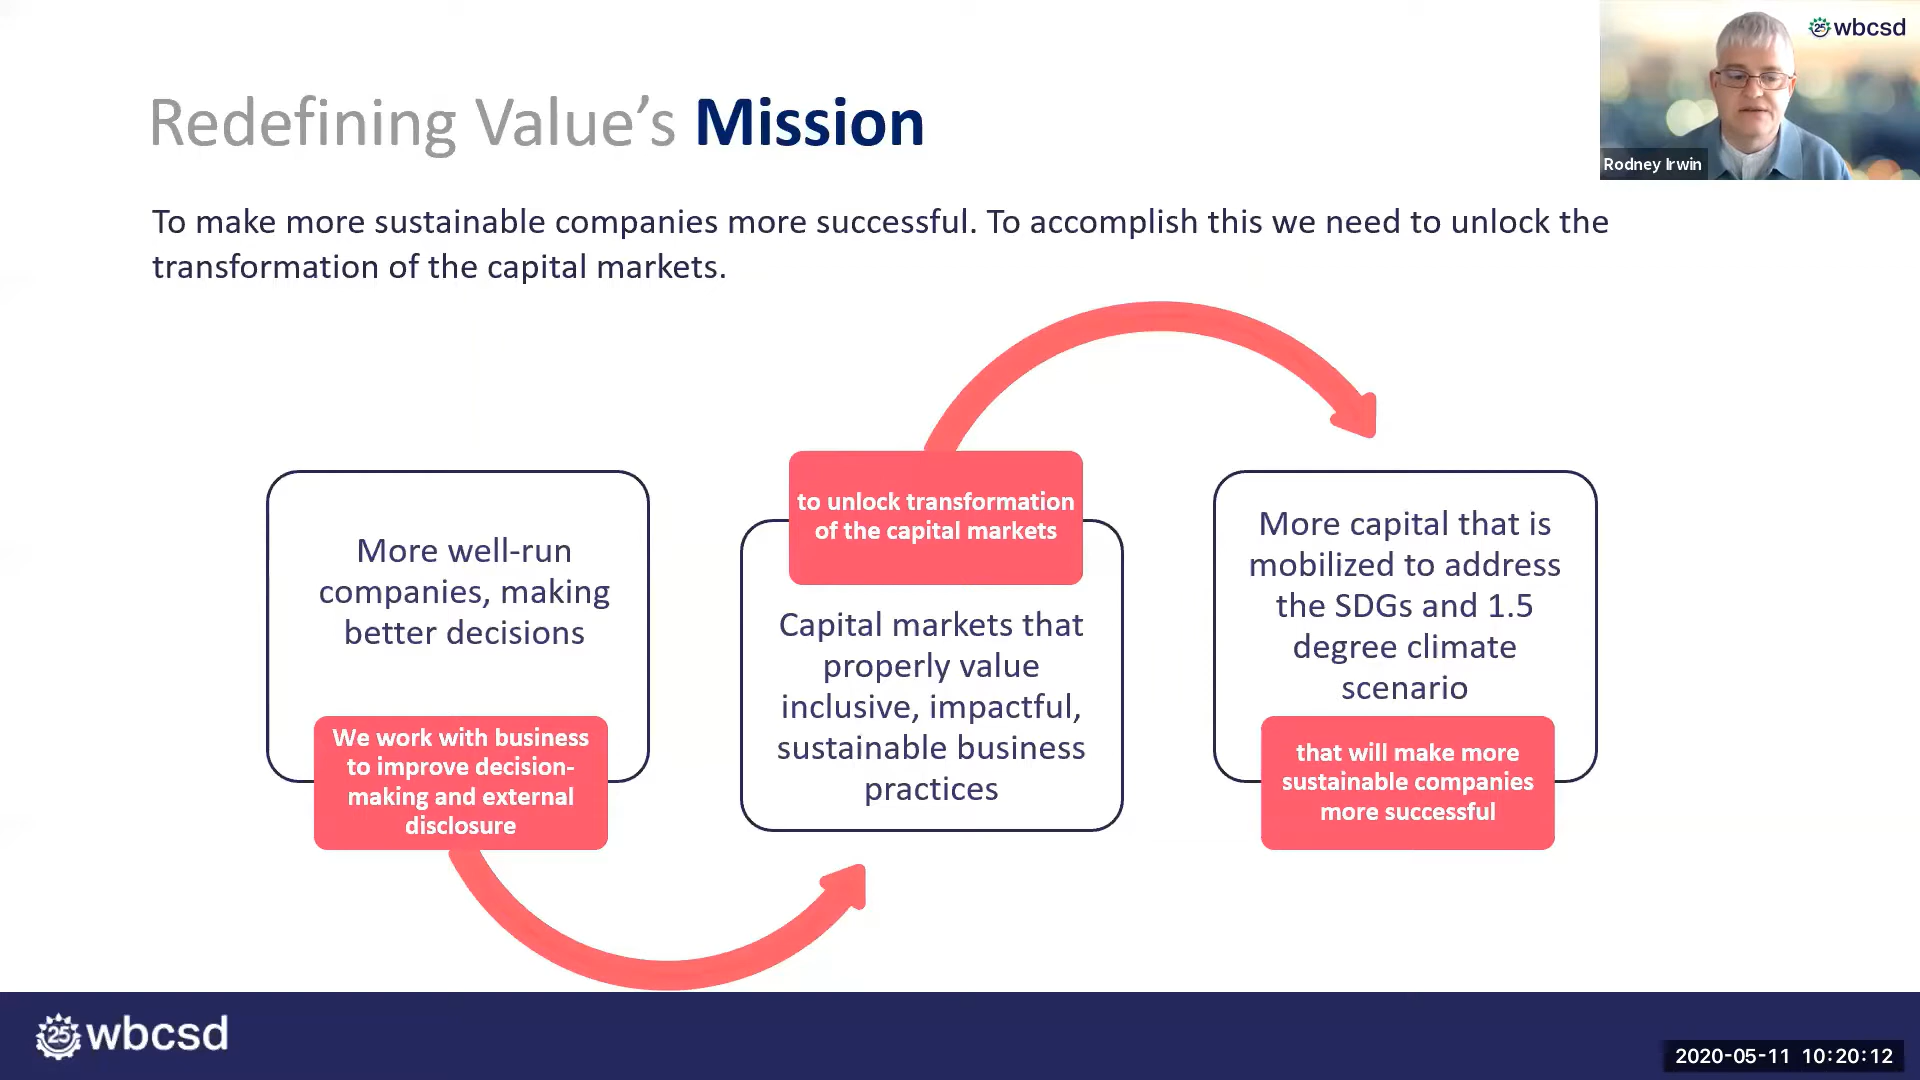 25 wbcsd
Rodney Irwin
Redefining Value’s Mission
To make more sustainable companies more successful. To accomplish this we need to unlock the
transformation of the capital markets.
More well-run
companies, making
better decisions
We work with business
to improve decision-
making and external
disclosure
to unlock transformation
of the capital markets
Capital markets that
properly value
inclusive, impactful,
sustainable business
practices
More capital that is
mobilized to address
the SDGs and 1.5
degree climate
scenario
that will make more
sustainable companies
more successful
25 wbcsd
2020-05-11 10:20:12